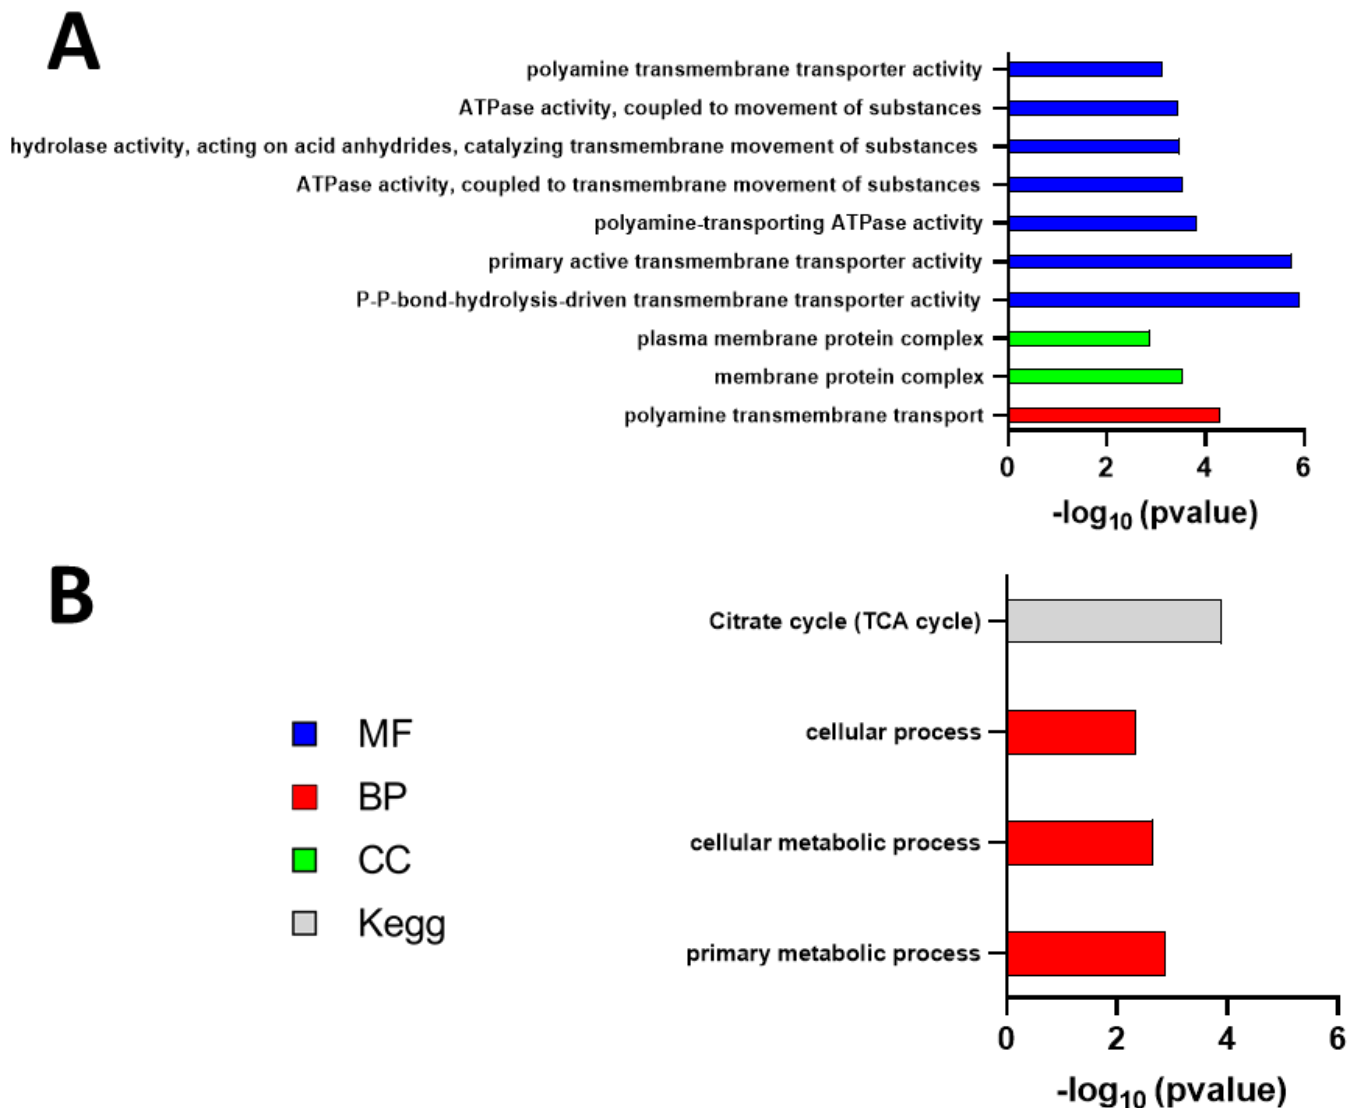 A
polyamine transmembrane transporter activity
ATPase activity, coupled to movement of substances
hydrolase activity, acting on acid anhydrides, catalyzing transmembrane movement of substances
ATPase activity, coupled to transmembrane movement of substances
polyamine-transporting ATPase activity
primary active transmembrane transporter activity
P-P-bond-hydrolysis-driven transmembrane transporter activity
plasma membrane protein complex
membrane protein complex
polyamine transmembrane transport
0 2 4 6
-log10 (pvalue)
B
Citrate cycle (TCA cycle)
cellular process
cellular metabolic process
primary metabolic process
MF
BP
CC
Kegg
0 2 4 6
-log10 (pvalue)